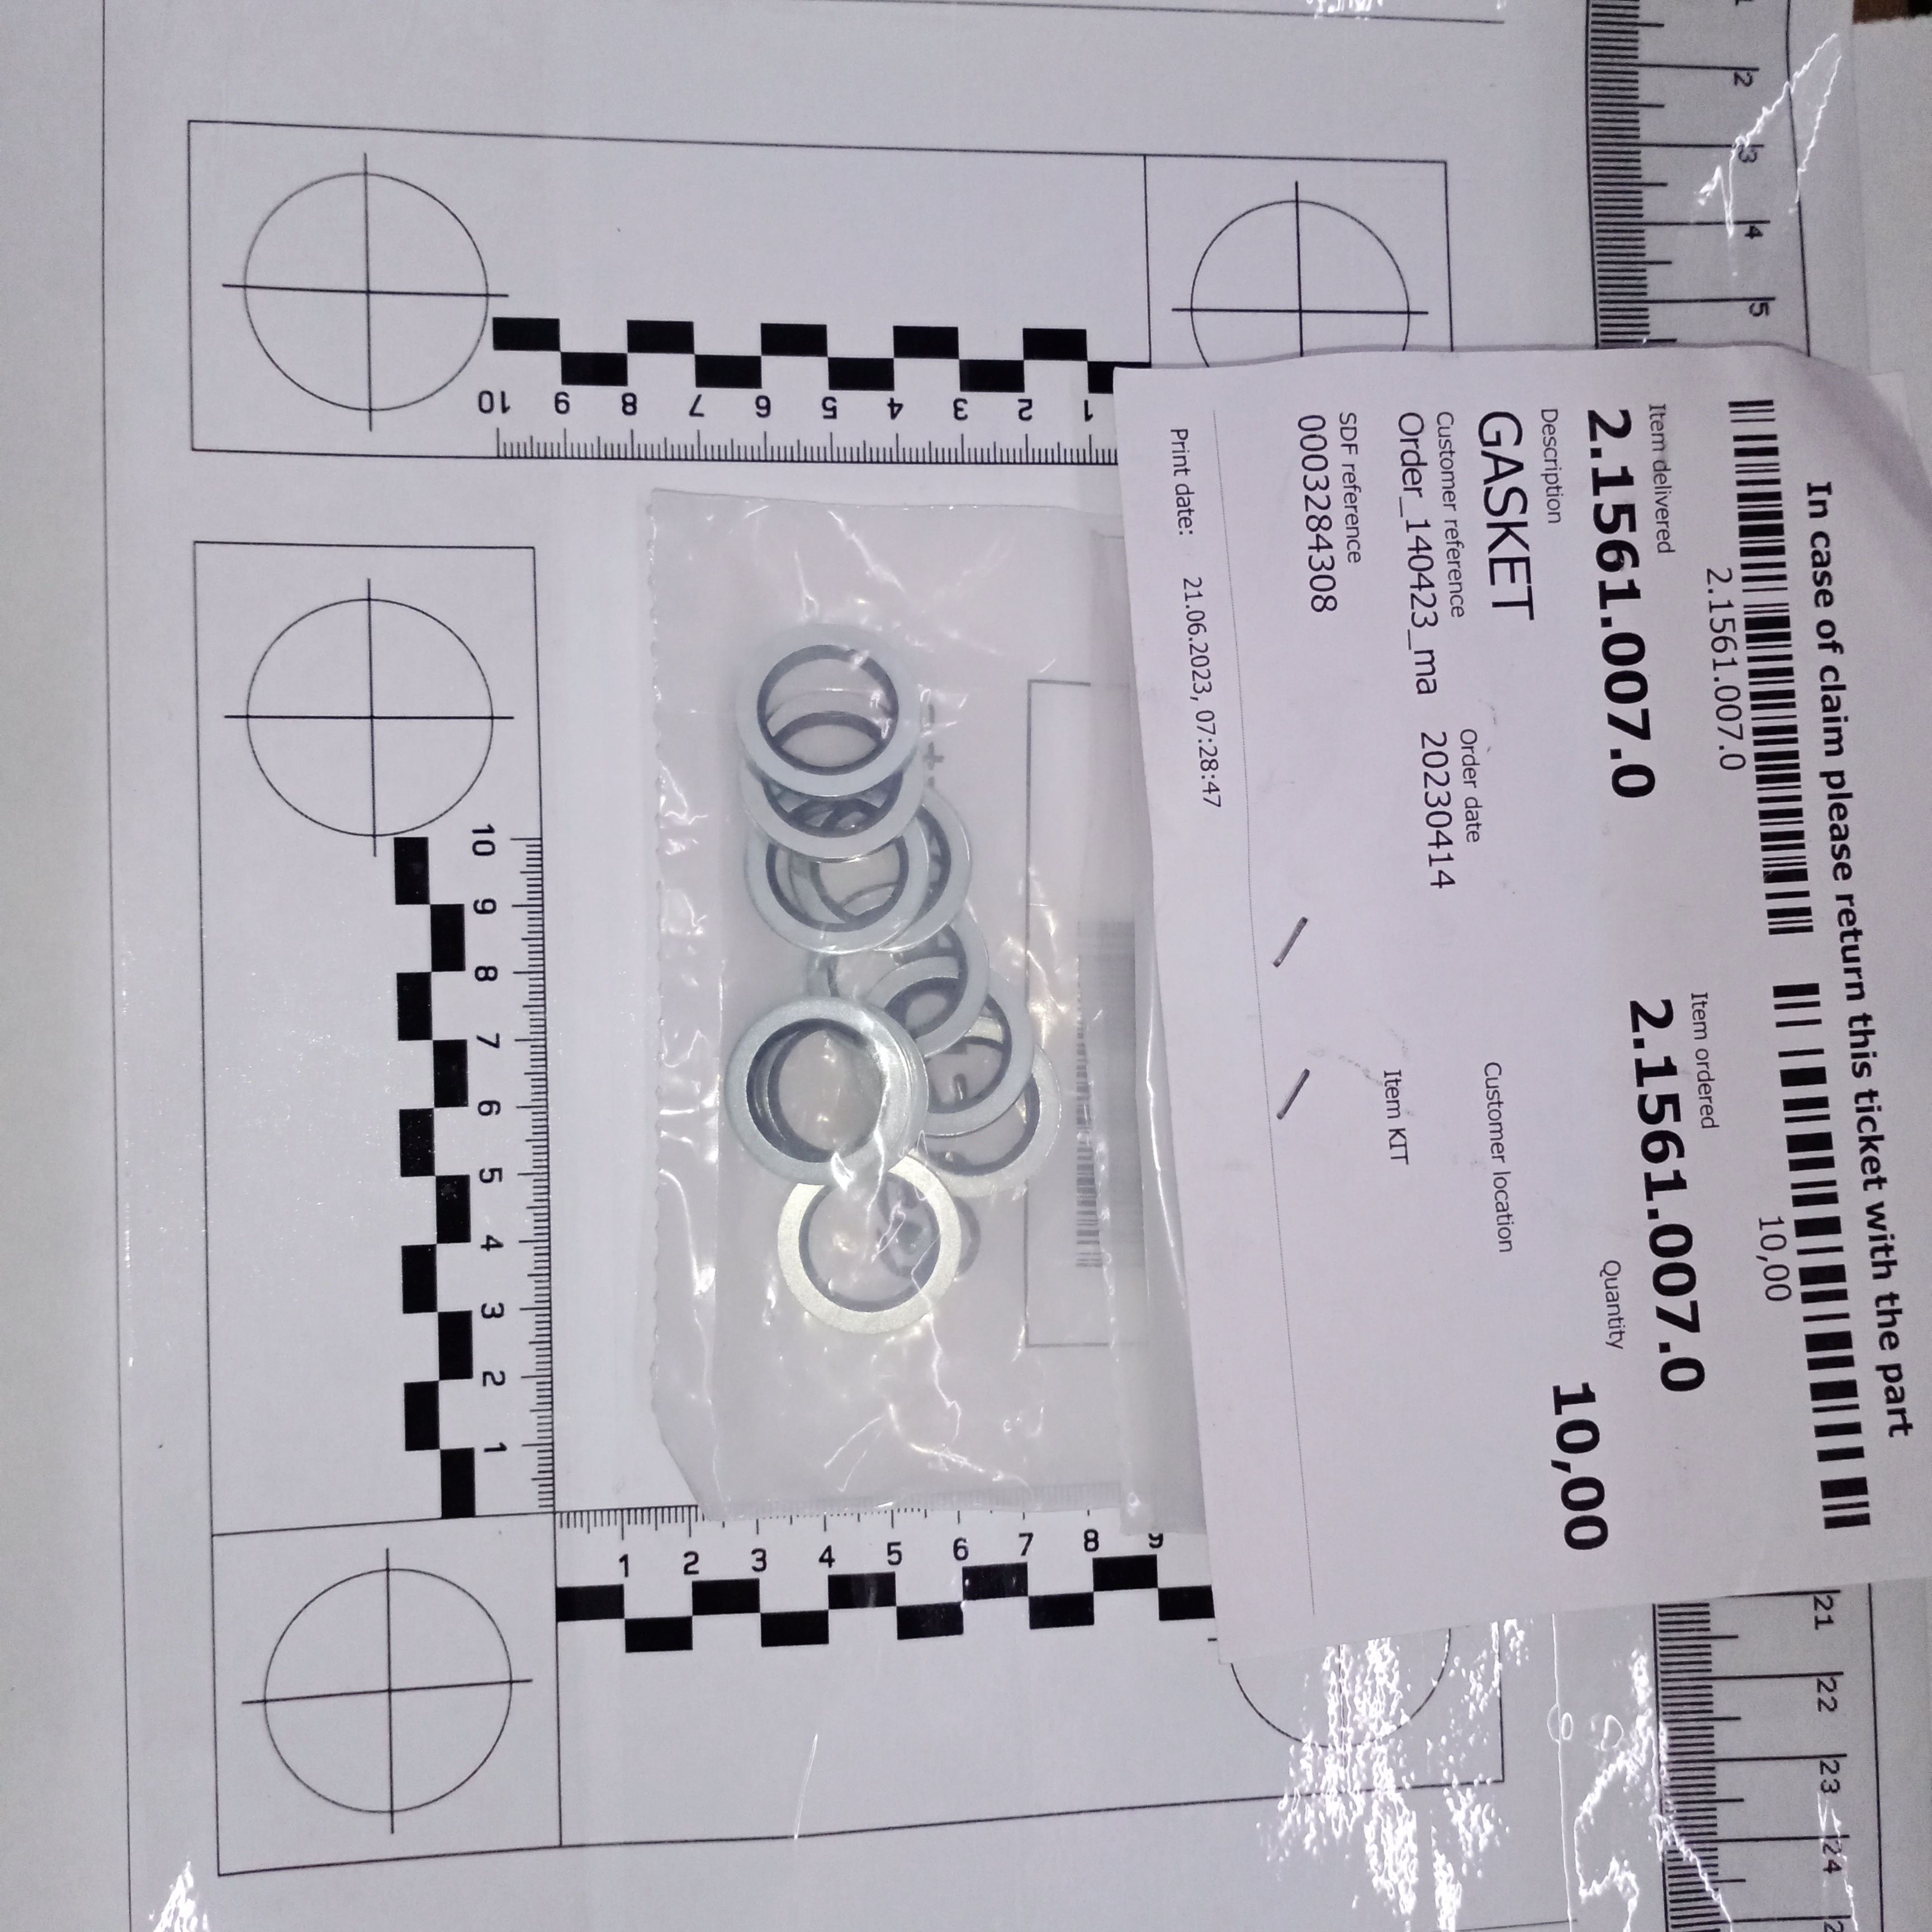 In case of claim please return this ticket with the part
2.1561.007.0
10,00
Item delivered
Item ordered
2.1561.007.0
2.1561.007.0
Description
Quantity
GASKET
10,00
Customer reference
Order date
Customer location
Order_140423_ma
20230414
SDF reference
Item KIT
0003284308
Print date: 21.06.2023, 07:28:47
10 9 8 7 6 5 4 3 2 1
10 9 8 7 6 5 4 3 2 1
1 2 3 4 5 6 7 8 9
1 2 3 4 5
21 22 23 24